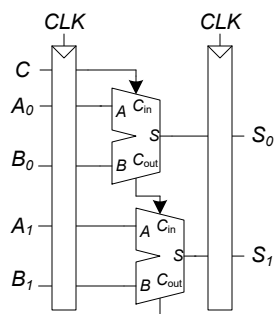 CLK CLK
C
A0 A Cin
S S0
B0 B Cout
A1 A Cin
S S1
B1 B Cout